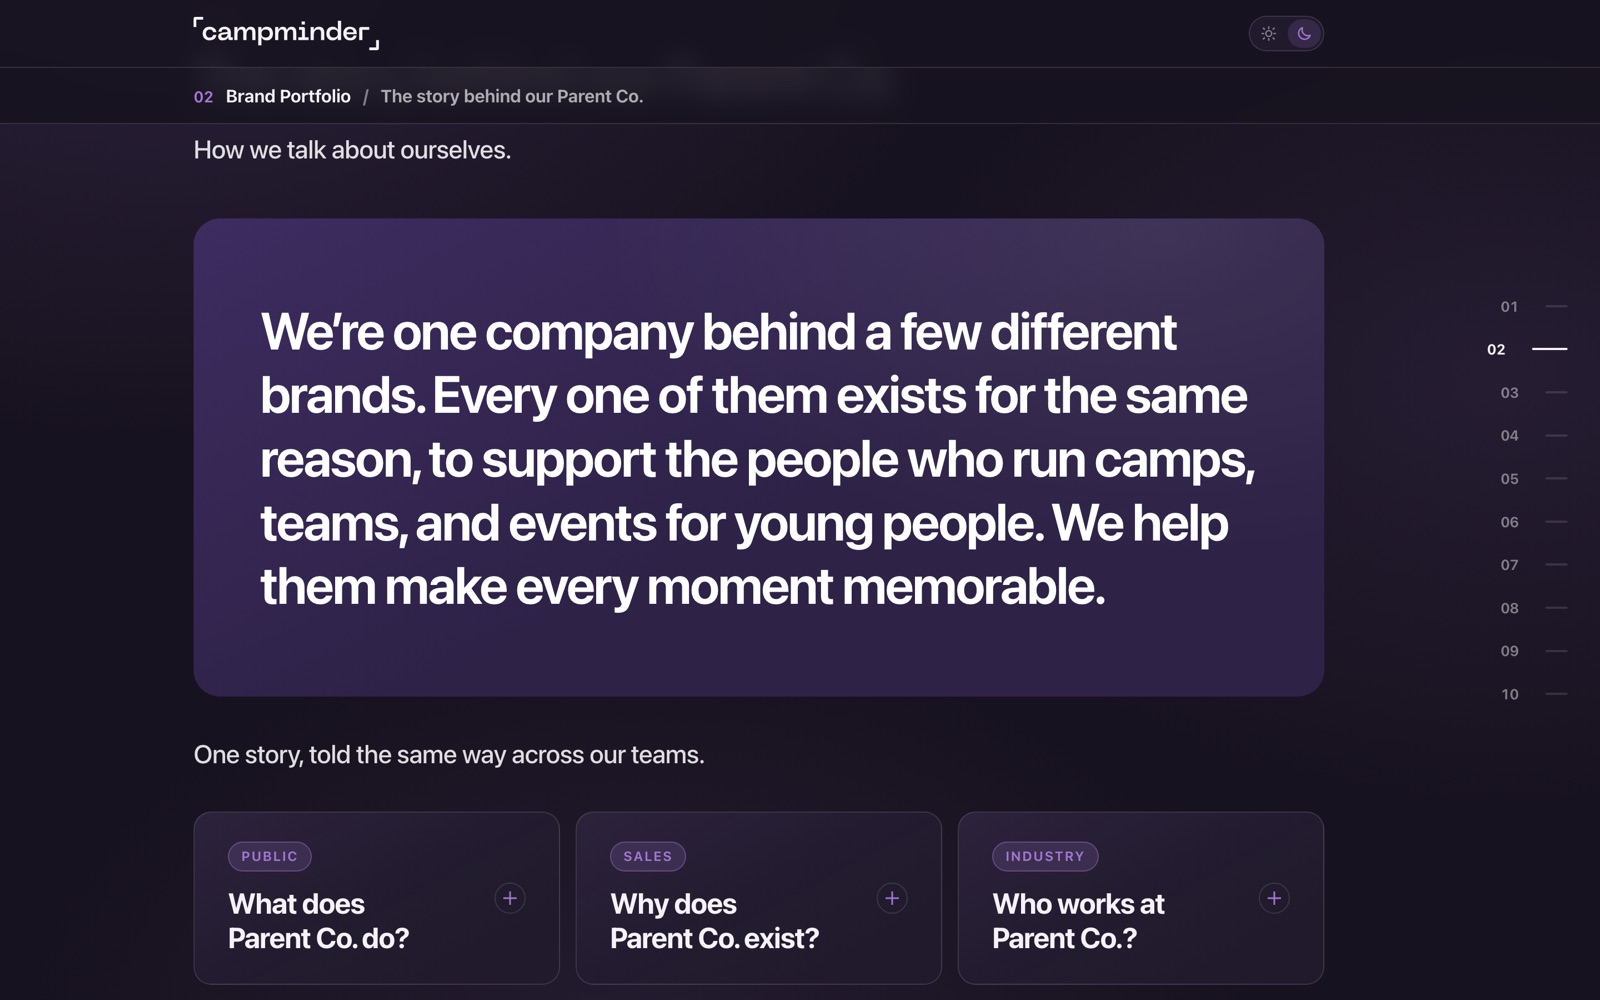 campminder
02 Brand Portfolio / The story behind our Parent Co.
How we talk about ourselves.
We’re one company behind a few different
brands. Every one of them exists for the same
reason, to support the people who run camps,
teams, and events for young people. We help
them make every moment memorable.
01
02
03
04
05
06
07
08
09
10
One story, told the same way across our teams.
PUBLIC
What does
Parent Co. do?
SALES
Why does
Parent Co. exist?
INDUSTRY
Who works at
Parent Co.?